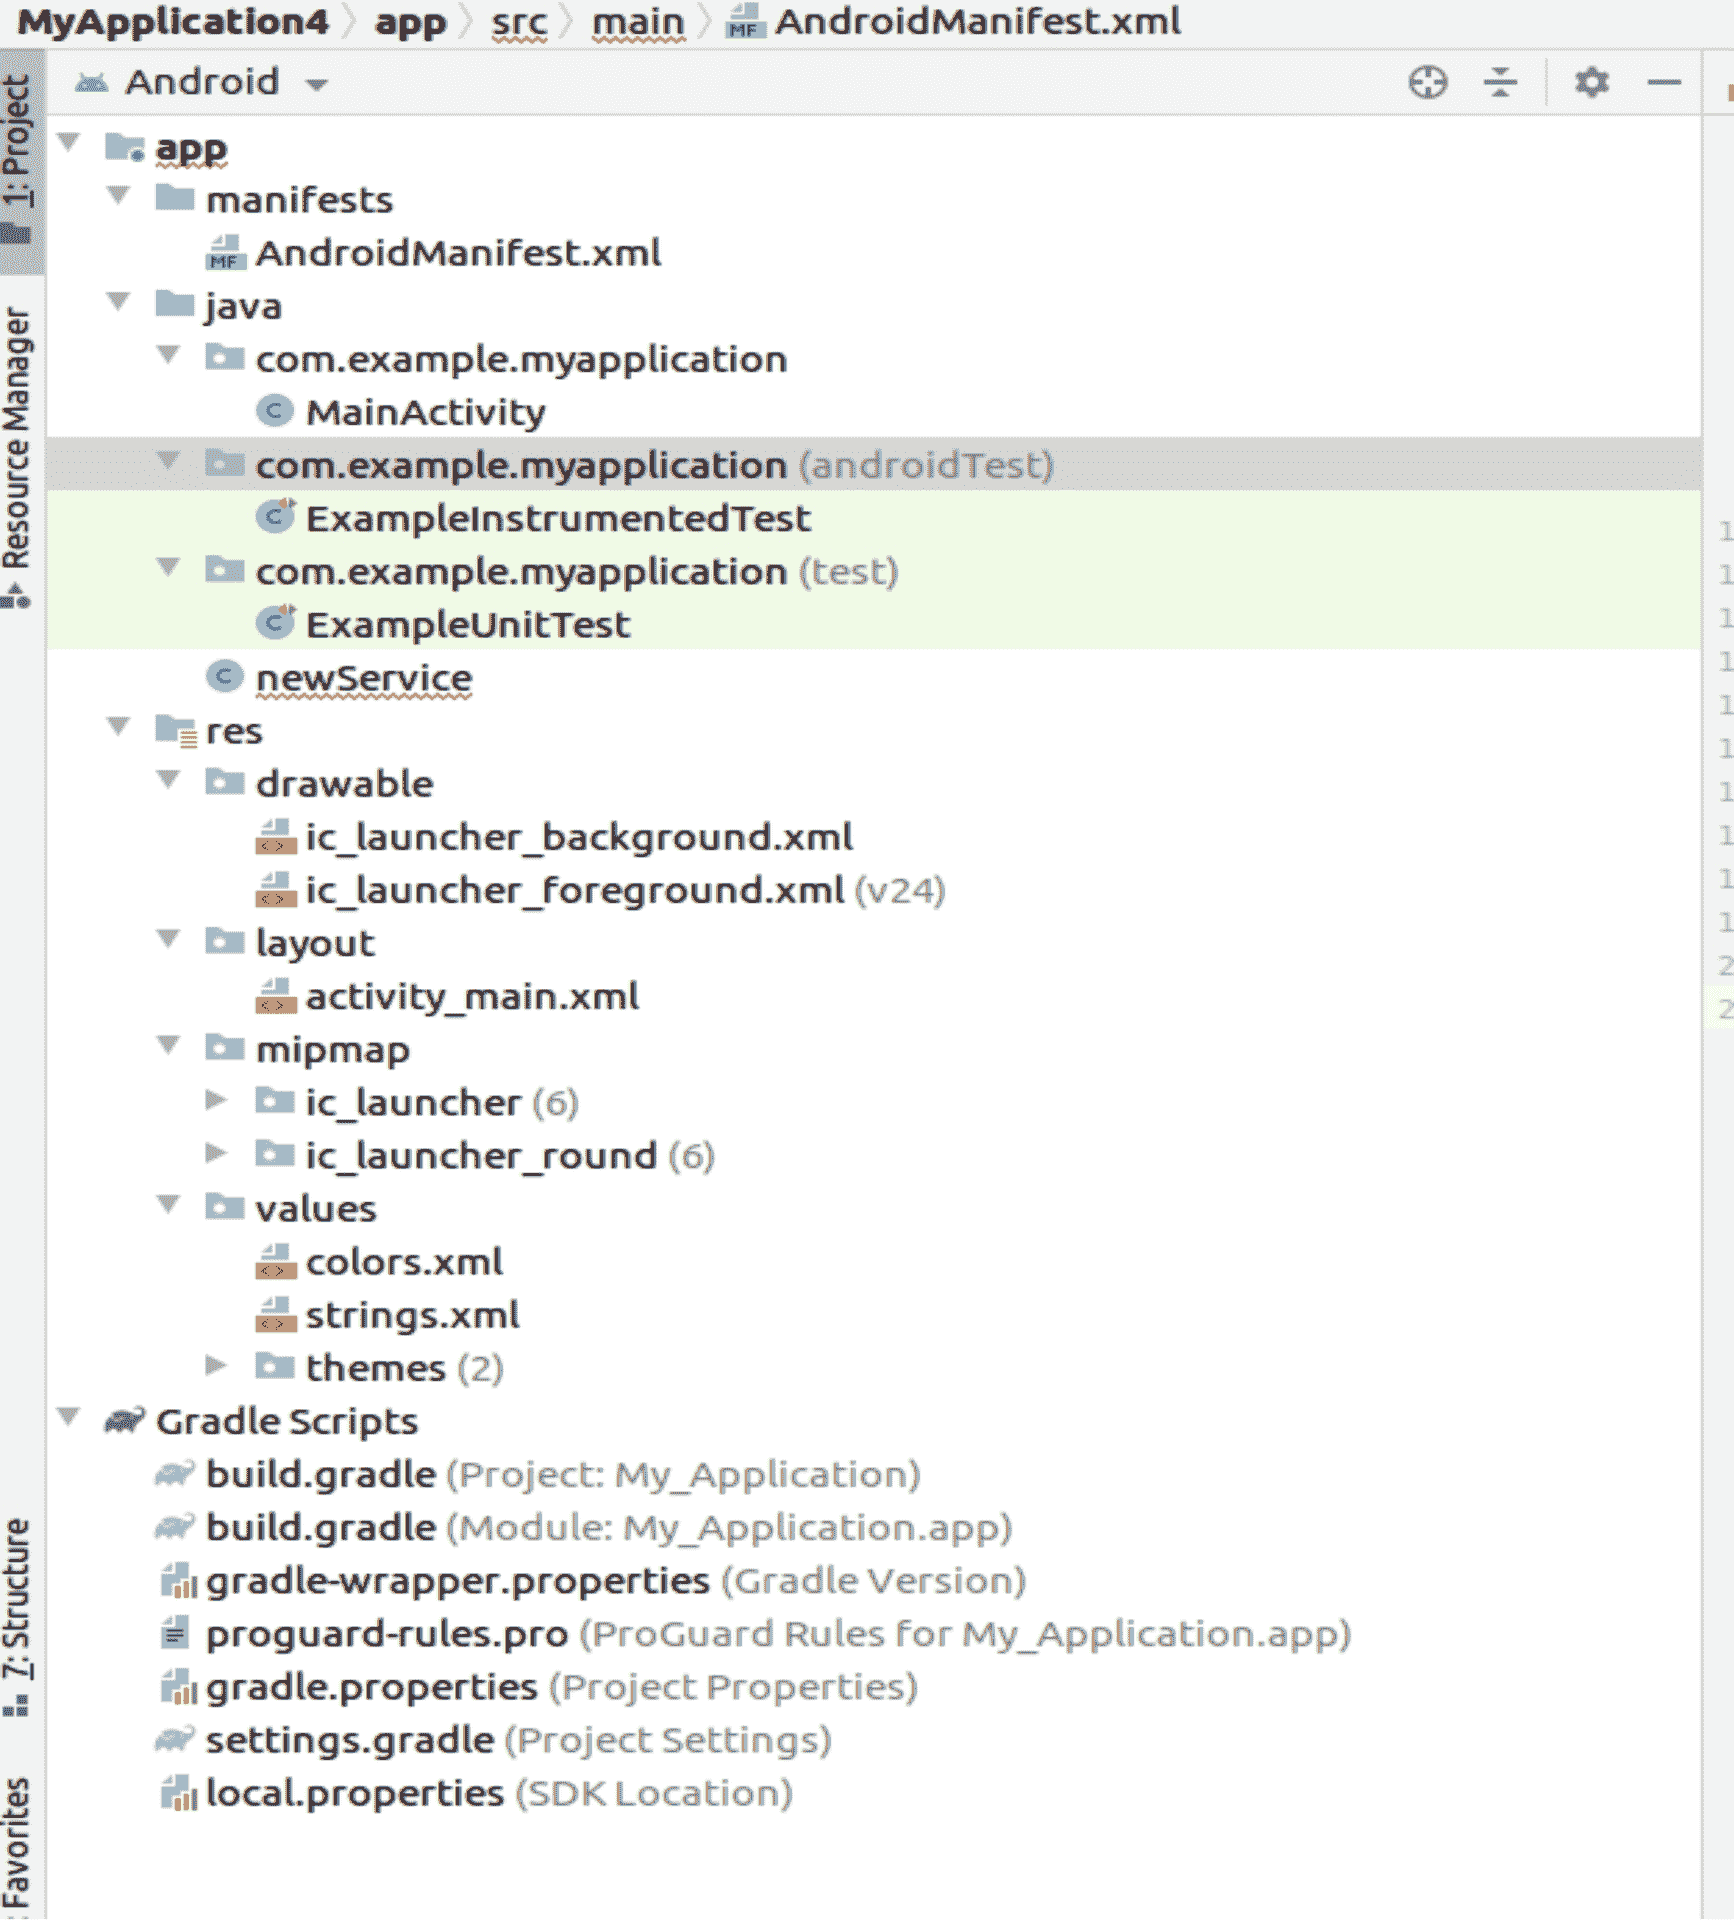 MyApplication4 app src main AndroidManifest.xml
Android
1: Project
Resource Manager
7: Structure
Favorites
app
manifests
MF AndroidManifest.xml
java
com.example.myapplication
C MainActivity
com.example.myapplication (androidTest)
C ExampleInstrumentedTest
com.example.myapplication (test)
C ExampleUnitTest
C newService
res
drawable
ic_launcher_background.xml
ic_launcher_foreground.xml (v24)
layout
activity_main.xml
mipmap
ic_launcher (6)
ic_launcher_round (6)
values
colors.xml
strings.xml
themes (2)
Gradle Scripts
build.gradle (Project: My_Application)
build.gradle (Module: My_Application.app)
gradle-wrapper.properties (Gradle Version)
proguard-rules.pro (ProGuard Rules for My_Application.app)
gradle.properties (Project Properties)
settings.gradle (Project Settings)
local.properties (SDK Location)